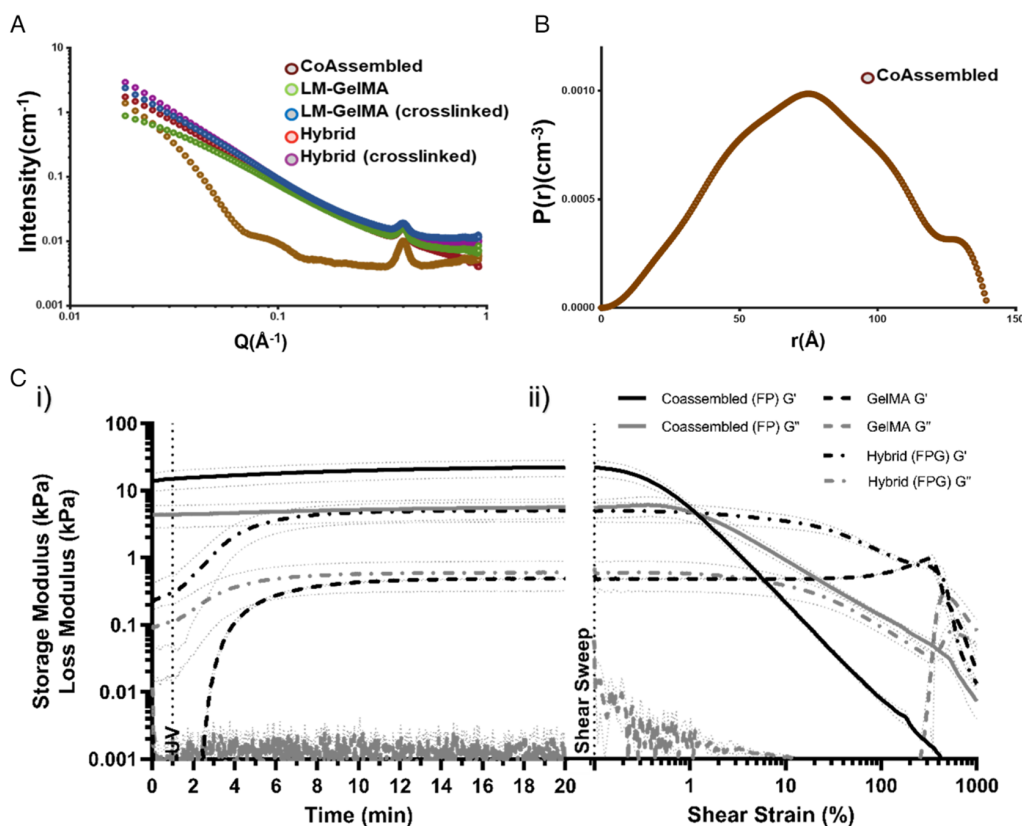 A
Intensity(cm-1)
10
1
0.1
0.01
0.001
0.01
0.1
1
Q(Å-1)
CoAssembled
LM-GelMA
LM-GelMA (crosslinked)
Hybrid
Hybrid (crosslinked)
B
P(r)(cm-3)
0.0010
0.0005
0.0000
0
50
100
150
r(Å)
CoAssembled
C
i)
Storage Modulus (kPa)
Loss Modulus (kPa)
100
10
1
0.1
0.01
0.001
UV
0 2 4 6 8 10 12 14 16 18 20
Time (min)
ii)
Coassembled (FP) G'
Coassembled (FP) G"
GelMA G'
GelMA G"
Hybrid (FPG) G'
Hybrid (FPG) G"
Shear Sweep
1 10 100 1000
Shear Strain (%)